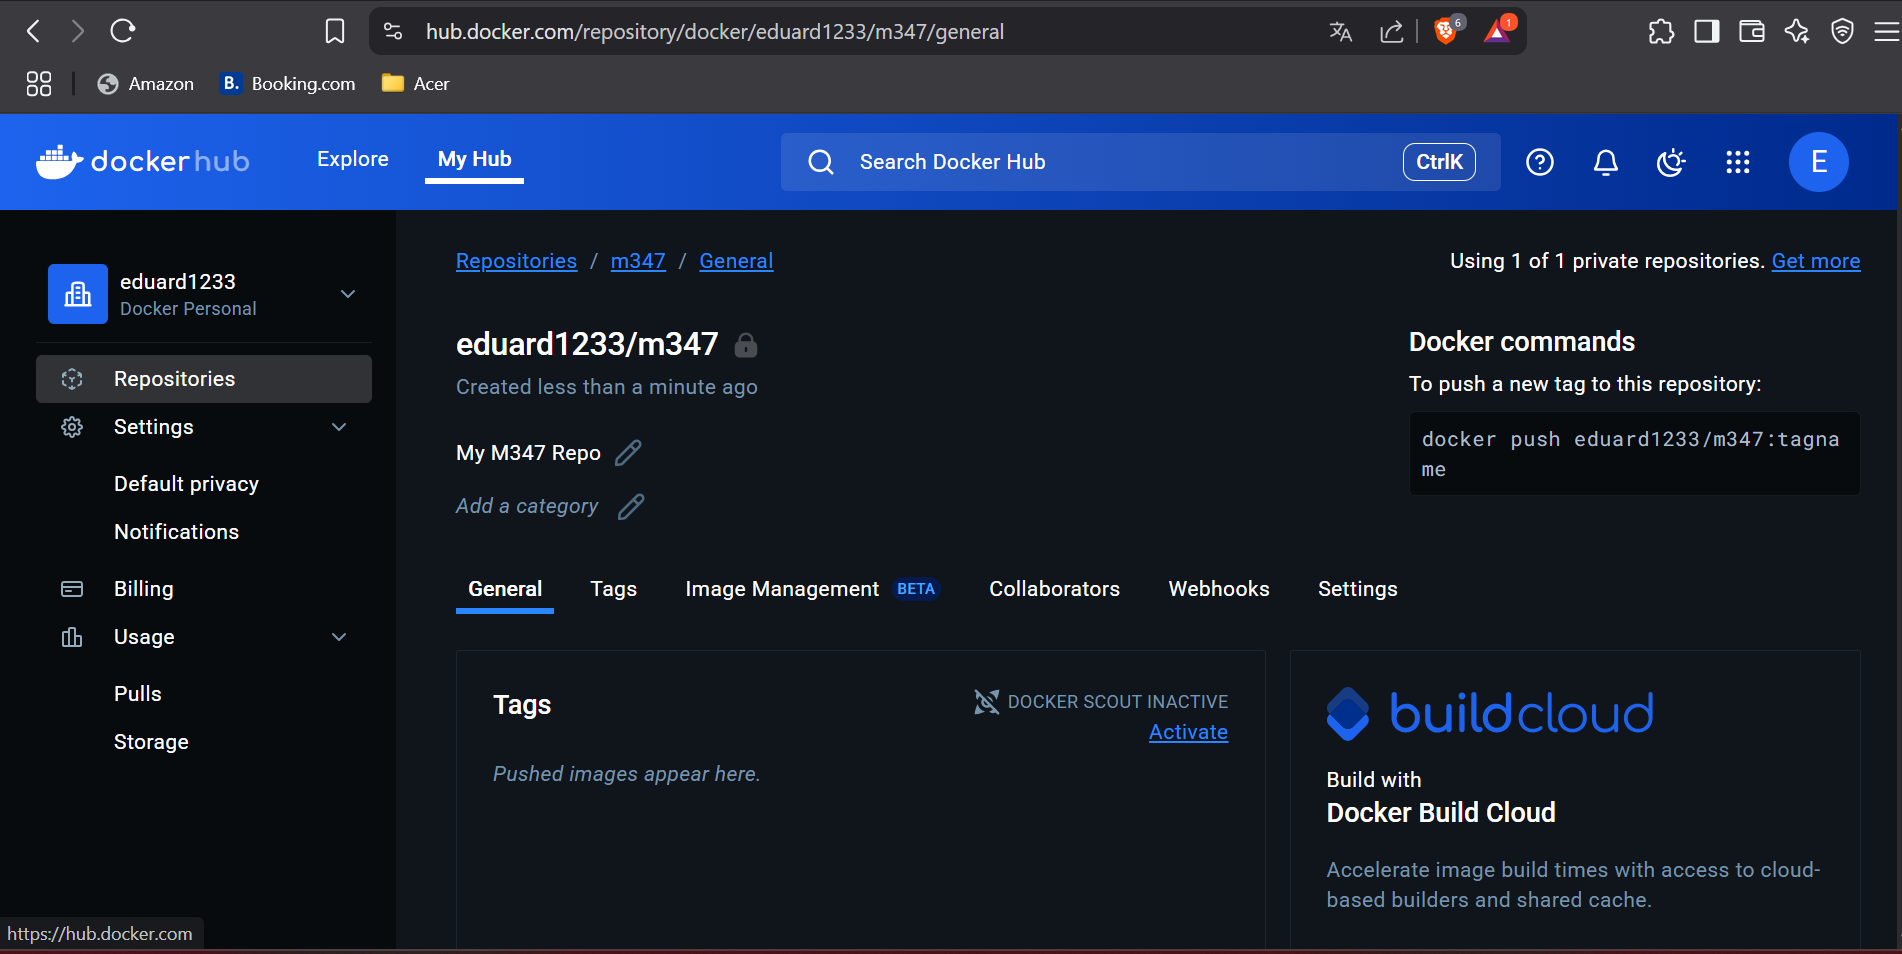 hub.docker.com/repository/docker/eduard1233/m347/general
6
1
Amazon
B. Booking.com
Acer
dockerhub
Explore
My Hub
Search Docker Hub
CtrlK
E
eduard1233
Docker Personal
Repositories
Settings
Default privacy
Notifications
Billing
Usage
Pulls
Storage
https://hub.docker.com
Repositories / m347 / General
Using 1 of 1 private repositories. Get more
eduard1233/m347
Created less than a minute ago
My M347 Repo
Add a category
Docker commands
To push a new tag to this repository:
docker push eduard1233/m347:tagna
me
General
Tags
Image Management BETA
Collaborators
Webhooks
Settings
Tags
DOCKER SCOUT INACTIVE
Activate
Pushed images appear here.
buildcloud
Build with
Docker Build Cloud
Accelerate image build times with access to cloud-
based builders and shared cache.